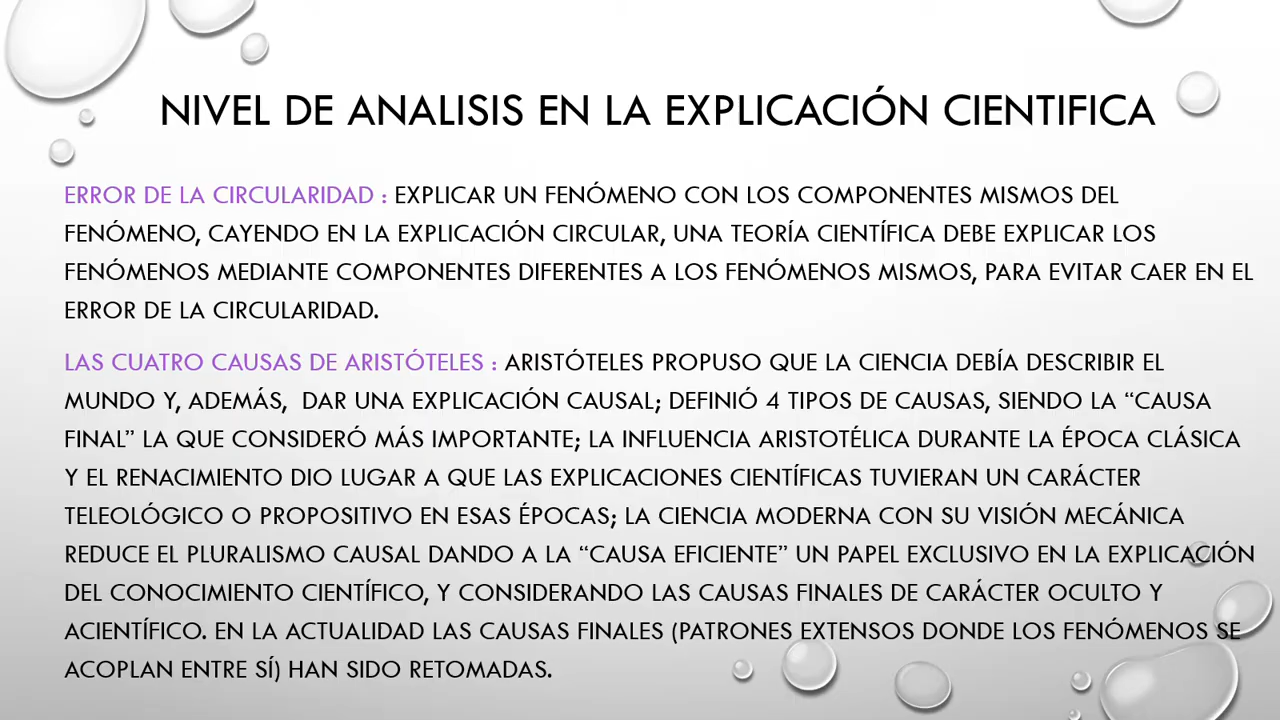 NIVEL DE ANALISIS EN LA EXPLICACIÓN CIENTIFICA
ERROR DE LA CIRCULARIDAD : EXPLICAR UN FENÓMENO CON LOS COMPONENTES MISMOS DEL
FENÓMENO, CAYENDO EN LA EXPLICACIÓN CIRCULAR, UNA TEORÍA CIENTÍFICA DEBE EXPLICAR LOS
FENÓMENOS MEDIANTE COMPONENTES DIFERENTES A LOS FENÓMENOS MISMOS, PARA EVITAR CAER EN EL
ERROR DE LA CIRCULARIDAD.
LAS CUATRO CAUSAS DE ARISTÓTELES : ARISTÓTELES PROPUSO QUE LA CIENCIA DEBÍA DESCRIBIR EL
MUNDO Y, ADEMÁS,  DAR UNA EXPLICACIÓN CAUSAL; DEFINIÓ 4 TIPOS DE CAUSAS, SIENDO LA “CAUSA
FINAL” LA QUE CONSIDERÓ MÁS IMPORTANTE; LA INFLUENCIA ARISTOTÉLICA DURANTE LA ÉPOCA CLÁSICA
Y EL RENACIMIENTO DIO LUGAR A QUE LAS EXPLICACIONES CIENTÍFICAS TUVIERAN UN CARÁCTER
TELEOLÓGICO O PROPOSITIVO EN ESAS ÉPOCAS; LA CIENCIA MODERNA CON SU VISIÓN MECÁNICA
REDUCE EL PLURALISMO CAUSAL DANDO A LA “CAUSA EFICIENTE” UN PAPEL EXCLUSIVO EN LA EXPLICACIÓN
DEL CONOCIMIENTO CIENTÍFICO, Y CONSIDERANDO LAS CAUSAS FINALES DE CARÁCTER OCULTO Y
ACIENTÍFICO. EN LA ACTUALIDAD LAS CAUSAS FINALES (PATRONES EXTENSOS DONDE LOS FENÓMENOS SE
ACOPLAN ENTRE SÍ) HAN SIDO RETOMADAS.